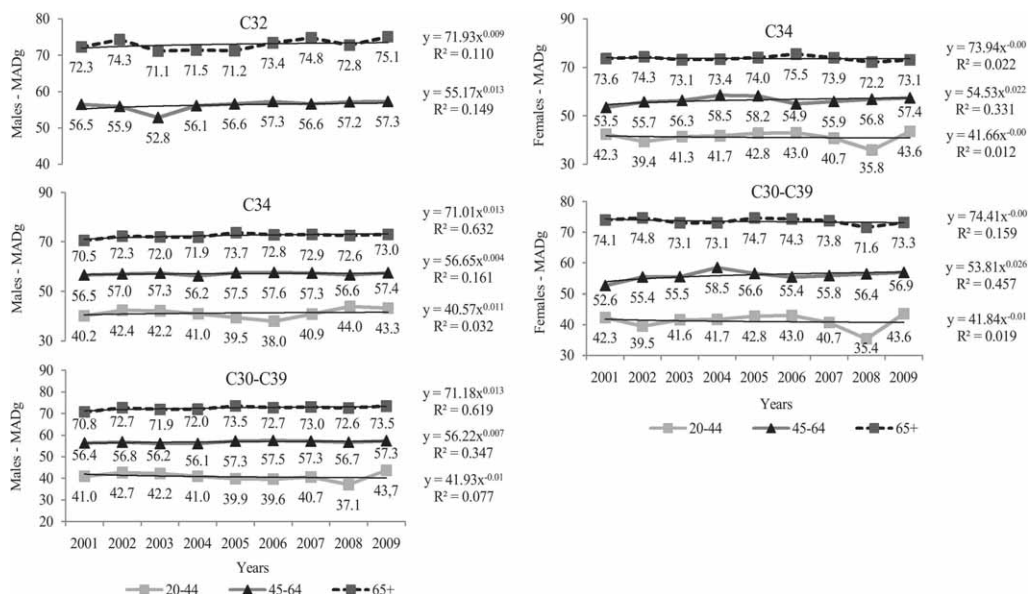 C32
Males - MADg
80
70
60
50
40
72.3 74.3 71.1 71.5 71.2 73.4 74.8 72.8 75.1
56.5 55.9 52.8 56.1 56.6 57.3 56.6 57.2 57.3
y = 71.93x^0.009
R² = 0.110
y = 55.17x^0.013
R² = 0.149
C34
Males - MADg
90
70
50
30
70.5 72.3 72.0 71.9 73.7 72.8 72.9 72.6 73.0
56.5 57.0 57.3 56.2 57.5 57.6 57.3 56.6 57.4
40.2 42.4 42.2 41.0 39.5 38.0 40.9 44.0 43.3
y = 71.01x^0.013
R² = 0.632
y = 56.65x^0.004
R² = 0.161
y = 40.57x^0.011
R² = 0.032
C30-C39
Males - MADg
90
80
70
60
50
40
30
20
70.8 72.7 71.9 72.0 73.5 72.7 73.0 72.6 73.5
56.4 56.8 56.2 56.1 57.3 57.5 57.3 56.7 57.3
41.0 42.7 42.2 41.0 39.9 39.6 40.7 37.1 43,7
y = 71.18x^0.013
R² = 0.619
y = 56.22x^0.007
R² = 0.347
y = 41.93x^-0.01
R² = 0.077
2001 2002 2003 2004 2005 2006 2007 2008 2009
Years
20-44 45-64 65+
C34
Females - MADg
90
70
50
30
73.6 74.3 73.1 73.4 74.0 75.5 73.9 72.2 73.1
53.5 55.7 56.3 58.5 58.2 54.9 55.9 56.8 57.4
42.3 39.4 41.3 41.7 42.8 43.0 40.7 35.8 43.6
y = 73.94x^-0.00
R² = 0.022
y = 54.53x^0.022
R² = 0.331
y = 41.66x^-0.00
R² = 0.012
C30-C39
Females - MADg
90
80
70
60
50
40
30
74.1 74.8 73.1 73.1 74.7 74.3 73.8 71.6 73.3
52.6 55.4 55.5 58.5 56.6 55.4 55.8 56.4 56.9
42.3 39.5 41.6 41.7 42.8 43.0 40.7 35.4 43.6
y = 74.41x^-0.00
R² = 0.159
y = 53.81x^0.026
R² = 0.457
y = 41.84x^-0.01
R² = 0.019
2001 2002 2003 2004 2005 2006 2007 2008 2009
Years
20-44 45-64 65+